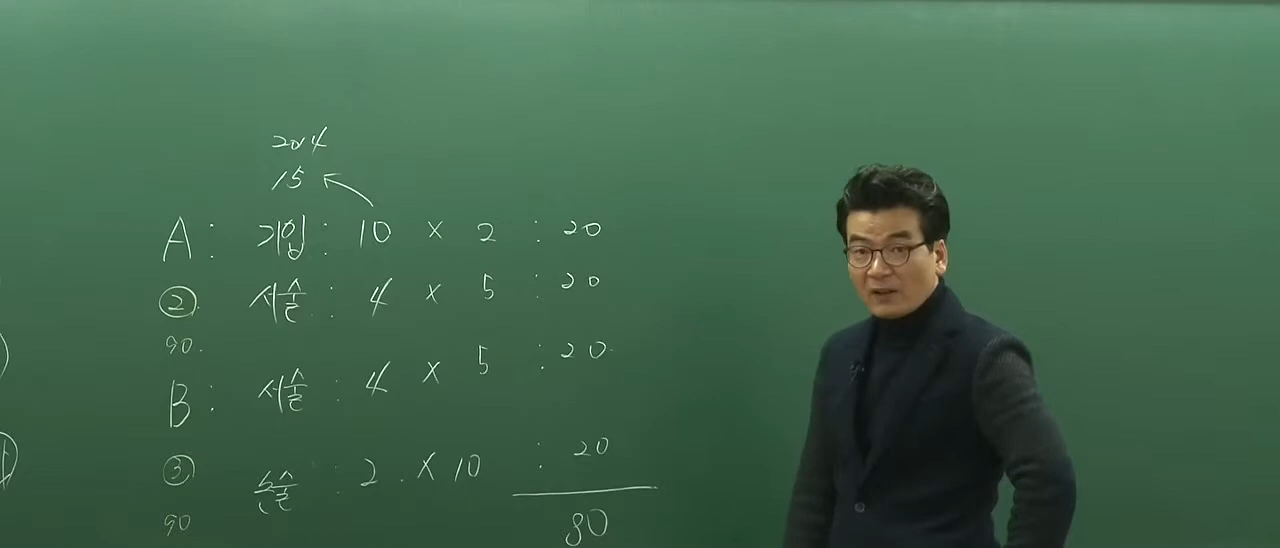 2014
15
A : 기입 : 10 × 2 : 20
② 서술 : 4 × 5 : 20
90.
B : 서술 : 4 × 5 : 20
③ 논술 : 2 . × 10 : 20
90 80